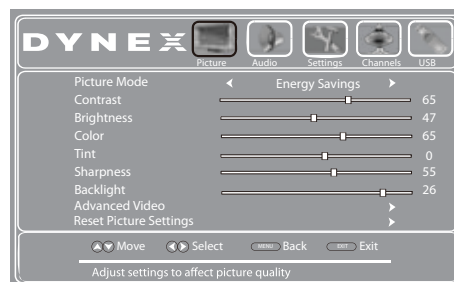 DYNEX
Picture Audio Settings Channels USB
Picture Mode Energy Savings
Contrast 65
Brightness 47
Color 65
Tint 0
Sharpness 55
Backlight 26
Advanced Video
Reset Picture Settings
Move Select MENU Back EXIT Exit
Adjust settings to affect picture quality